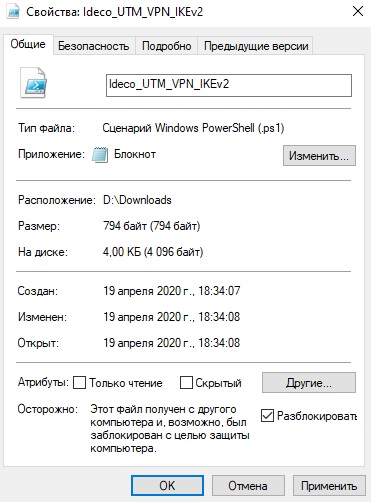 Свойства: Ideco_UTM_VPN_IKEv2
Общие Безопасность Подробно Предыдущие версии
Ideco_UTM_VPN_IKEv2
Тип файла: Сценарий Windows PowerShell (.ps1)
Приложение: Блокнот Изменить...
Расположение: D:\Downloads
Размер: 794 байт (794 байт)
На диске: 4,00 КБ (4 096 байт)
Создан: 19 апреля 2020 г., 18:34:07
Изменен: 19 апреля 2020 г., 18:34:08
Открыт: 19 апреля 2020 г., 18:34:08
Атрибуты: Только чтение Скрытый Другие...
Осторожно: Этот файл получен с другого
компьютера и, возможно, был Разблокировать
заблокирован с целью защиты
компьютера.
OK Отмена Применить